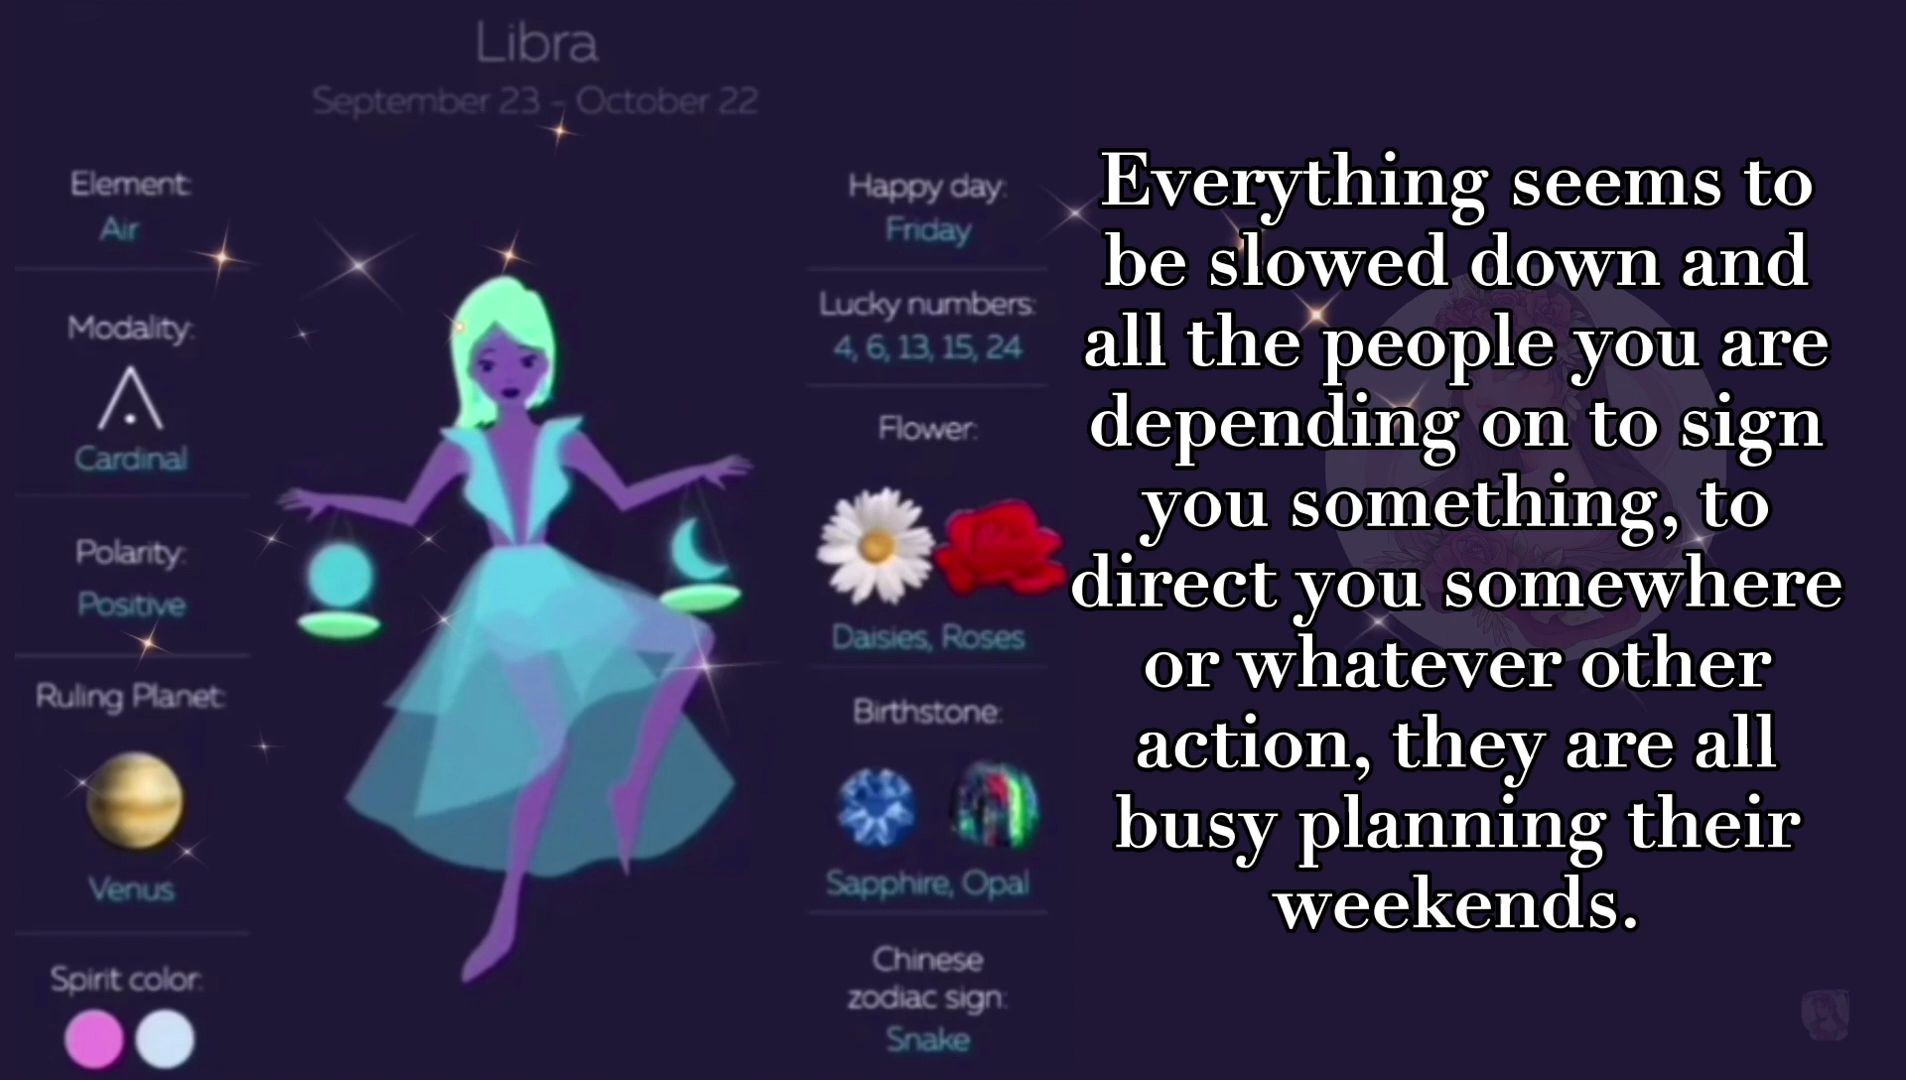 Libra
September 23 - October 22
Element:
Air
Modality:
Cardinal
Polarity:
Positive
Ruling Planet:
Venus
Spirit color:
Happy day:
Friday
Lucky numbers:
4, 6, 13, 15, 24
Flower:
Daisies, Roses
Birthstone:
Sapphire, Opal
Chinese
zodiac sign:
Snake
Everything seems to
be slowed down and
all the people you are
depending on to sign
you something, to
direct you somewhere
or whatever other
action, they are all
busy planning their
weekends.